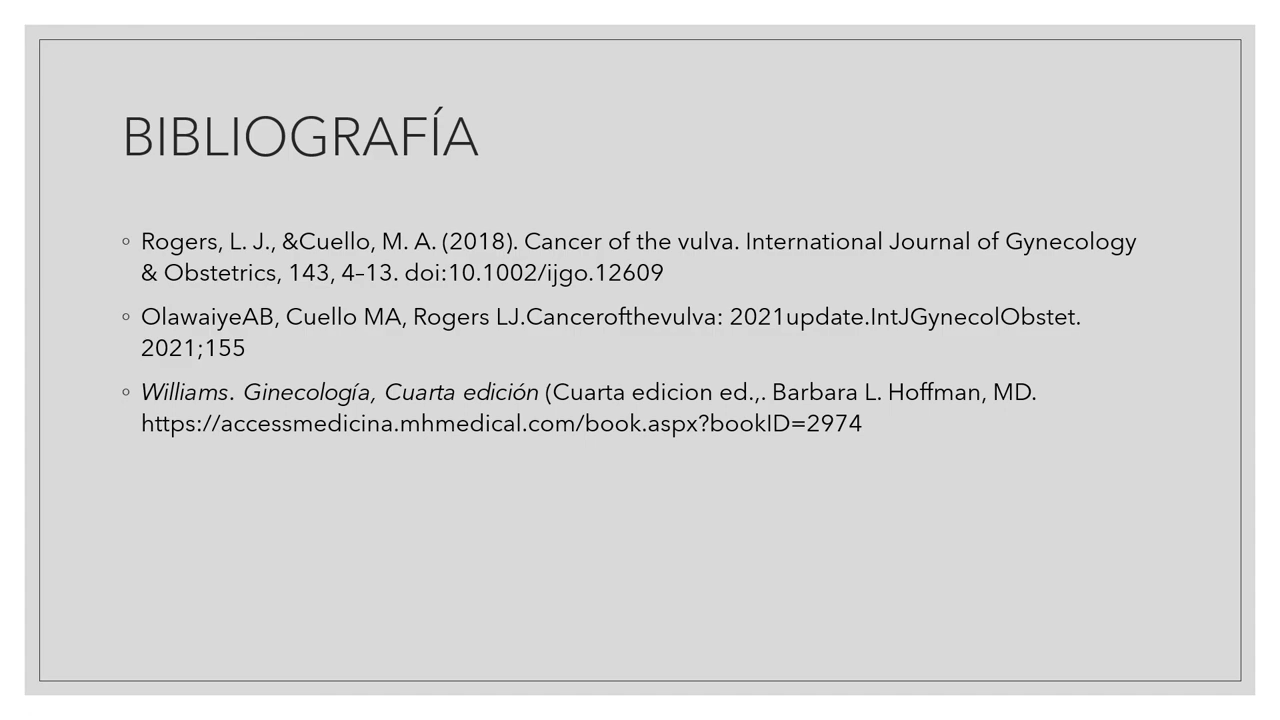 BIBLIOGRAFÍA
◦ Rogers, L. J., &Cuello, M. A. (2018). Cancer of the vulva. International Journal of Gynecology
& Obstetrics, 143, 4–13. doi:10.1002/ijgo.12609
◦ OlawaiyeAB, Cuello MA, Rogers LJ.Cancerofthevulva: 2021update.IntJGynecolObstet.
2021;155
◦ Williams. Ginecología, Cuarta edición (Cuarta edicion ed.,. Barbara L. Hoffman, MD.
https://accessmedicina.mhmedical.com/book.aspx?bookID=2974